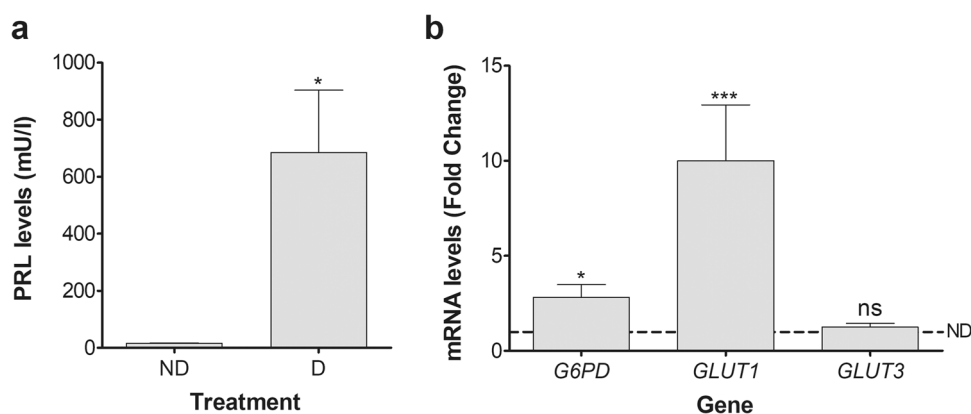 a
PRL levels (mU/l)
1000
800
600
400
200
0
*
ND
D
Treatment
b
mRNA levels (Fold Change)
15
10
5
0
*
***
ns
ND
G6PD
GLUT1
GLUT3
Gene